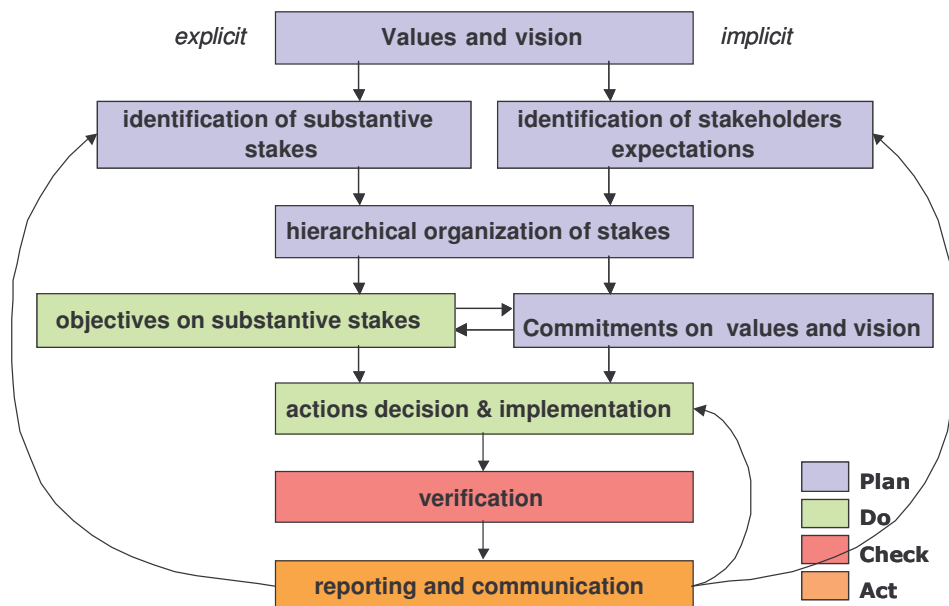 explicit
Values and vision
implicit
identification of substantive
stakes
identification of stakeholders
expectations
hierarchical organization of stakes
objectives on substantive stakes
Commitments on values and vision
actions decision & implementation
verification
reporting and communication
Plan
Do
Check
Act